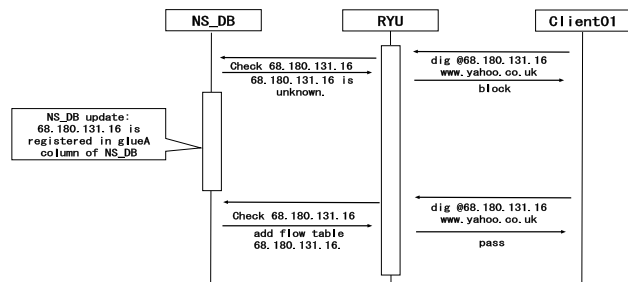 NS_DB
RYU
Client01
Check 68.180.131.16
68.180.131.16 is
unknown.
dig @68.180.131.16
www.yahoo.co.uk
block
NS_DB update:
68.180.131.16 is
registered in glueA
column of NS_DB
Check 68.180.131.16
add flow table
68.180.131.16.
dig @68.180.131.16
www.yahoo.co.uk
pass